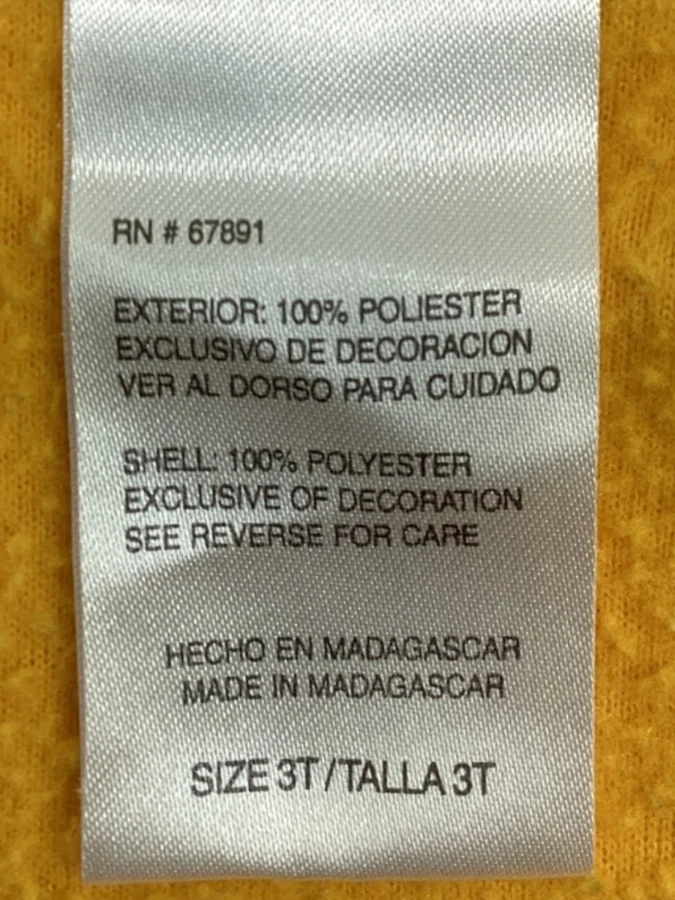 RN # 67891
EXTERIOR: 100% POLIESTER
EXCLUSIVO DE DECORACION
VER AL DORSO PARA CUIDADO
SHELL: 100% POLYESTER
EXCLUSIVE OF DECORATION
SEE REVERSE FOR CARE
HECHO EN MADAGASCAR
MADE IN MADAGASCAR
SIZE 3T/TALLA 3T